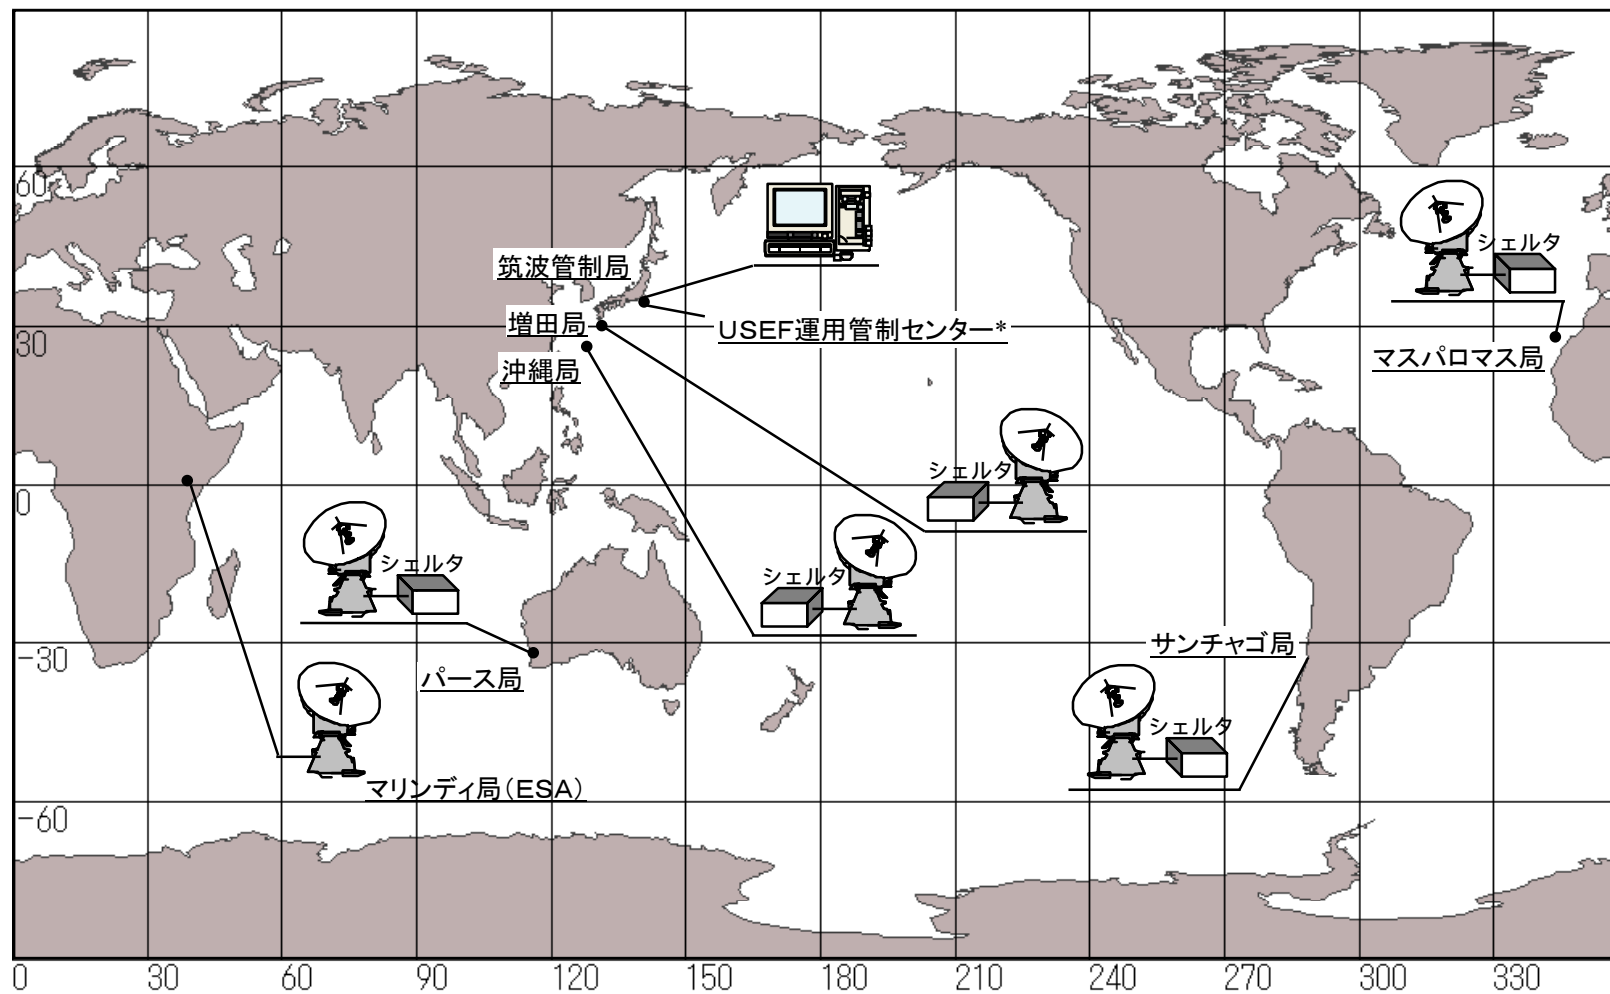 60
シェルタ
筑波管制局
増田局
USEF運用管制センター*
30
沖縄局
マスパロマス局
シェルタ
0
シェルタ
シェルタ
サンチャゴ局
-30
パース局
シェルタ
マリンディ局(ESA)
-60
0 30 60 90 120 150 180 210 240 270 300 330